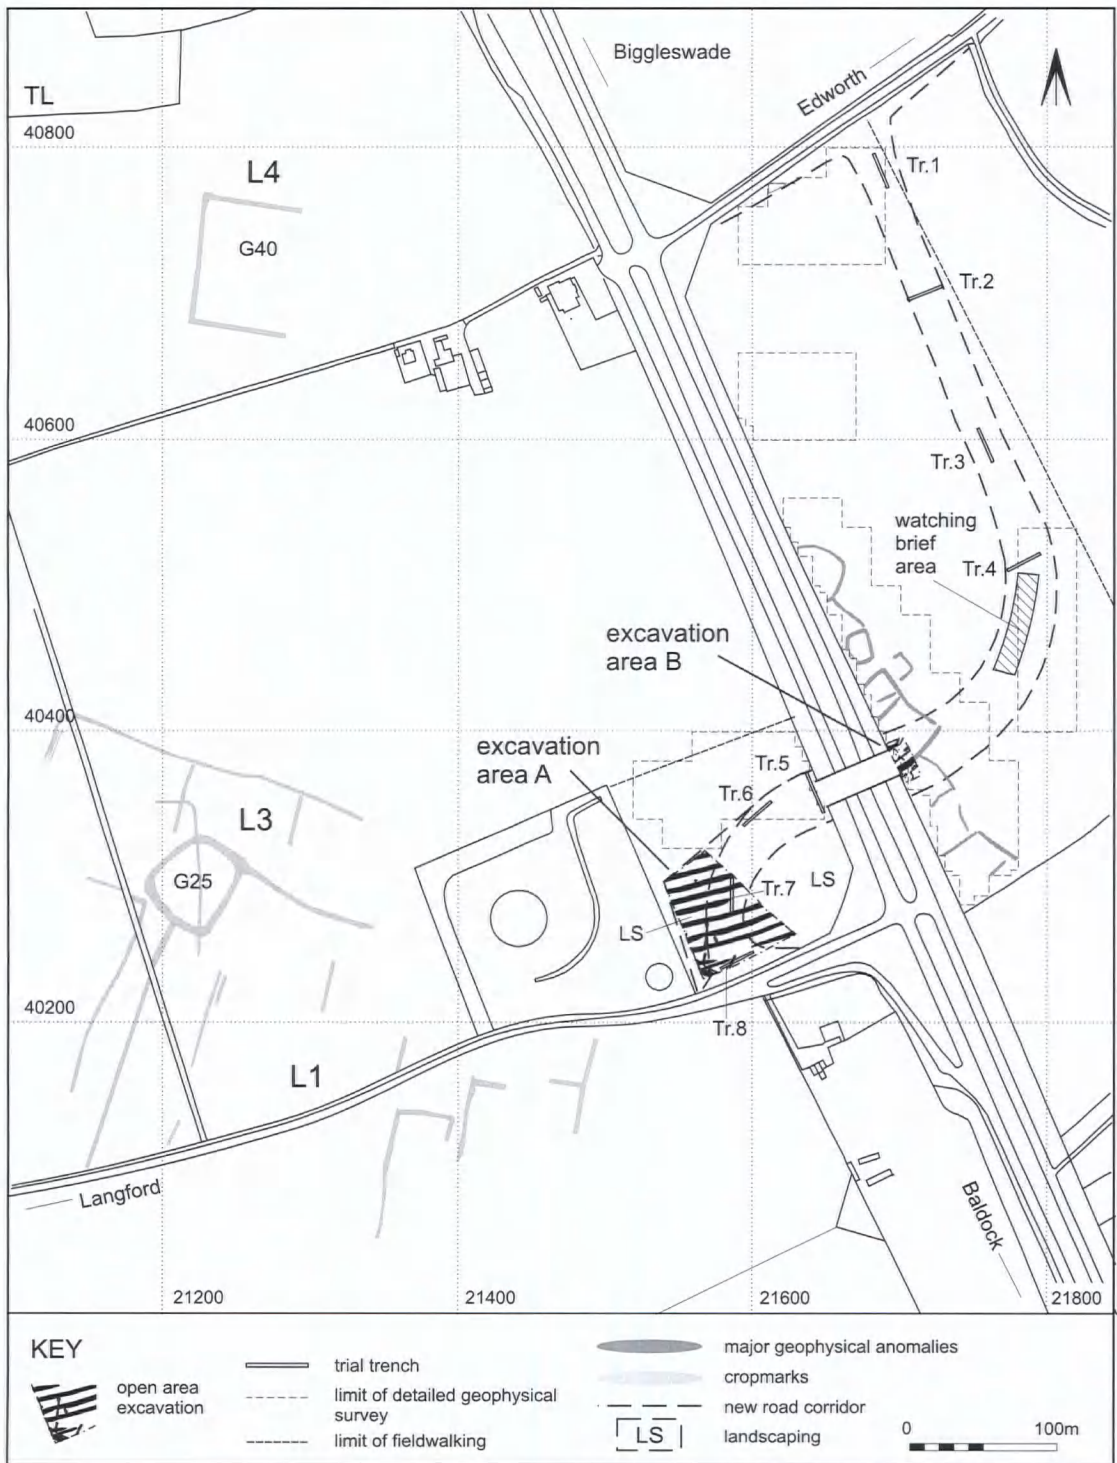 Biggleswade
Edworth
TL
40800
L4
G40
Tr.1
Tr.2
40600
Tr.3
watching
brief
area
Tr.4
excavation
area B
40400
excavation
area A
Tr.5
Tr.6
L3
G25
Tr.7
LS
LS
40200
Tr.8
L1
Langford
Baldock
21200
21400
21600
21800
KEY
open area
excavation
trial trench
limit of detailed geophysical
survey
limit of fieldwalking
major geophysical anomalies
cropmarks
new road corridor
LS
landscaping
0
100m